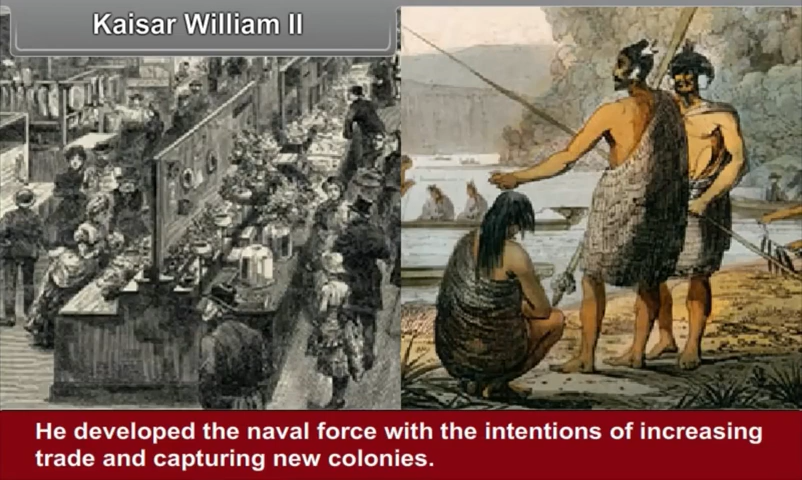 Kaisar William II
He developed the naval force with the intentions of increasing
trade and capturing new colonies.